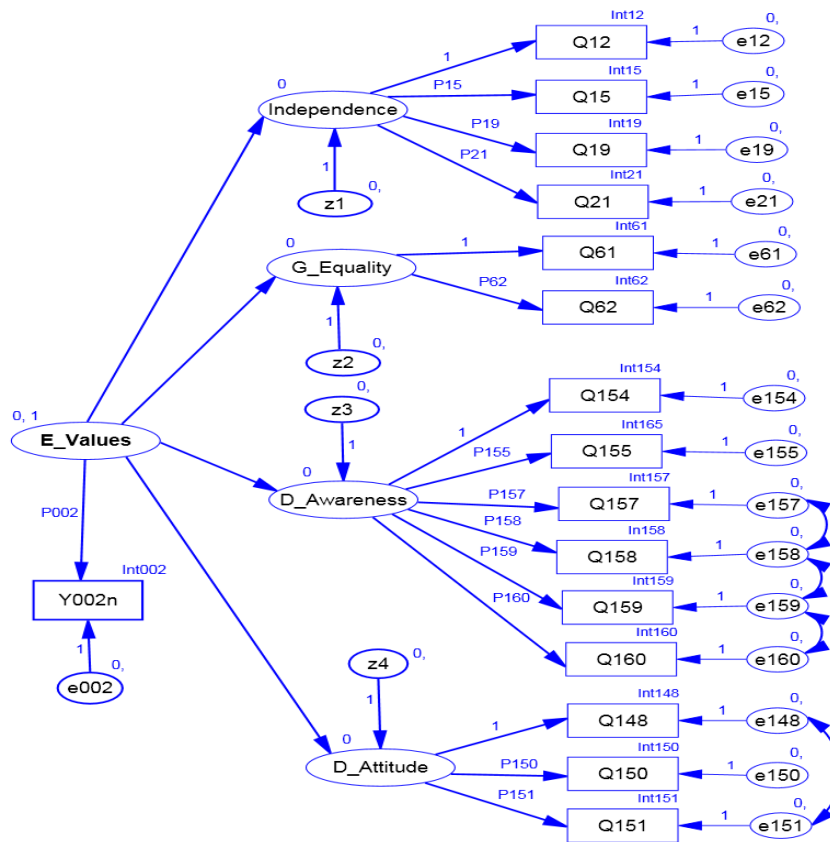 Int12
0,
1
Q12
1
e12
0
Int15
0,
P15
Independence
Q15
1
e15
P19
Int19
0,
P21
Q19
1
e19
1
Int21
0,
z1
0,
Q21
1
e21
0
Int61
0,
1
G_Equality
Q61
1
e61
P62
Int62
0,
1
Q62
1
e62
z2
0,
0,
z3
Int154
0,
1
Q154
1
e154
0, 1
E_Values
1
P155
Int165
0,
0
Q155
1
e155
D_Awareness
P157
Int157
0,
Q157
1
e157
P002
P158
In158
0,
Q158
1
e158
P159
Int159
0,
Int002
Q159
1
e159
Y002n
P160
Int160
0,
Q160
1
e160
1
0,
e002
z4
0,
1
Int148
0,
1
Q148
1
e148
0
Int150
0,
D_Attitude
P150
Q150
1
e150
P151
Int151
0,
Q151
1
e151